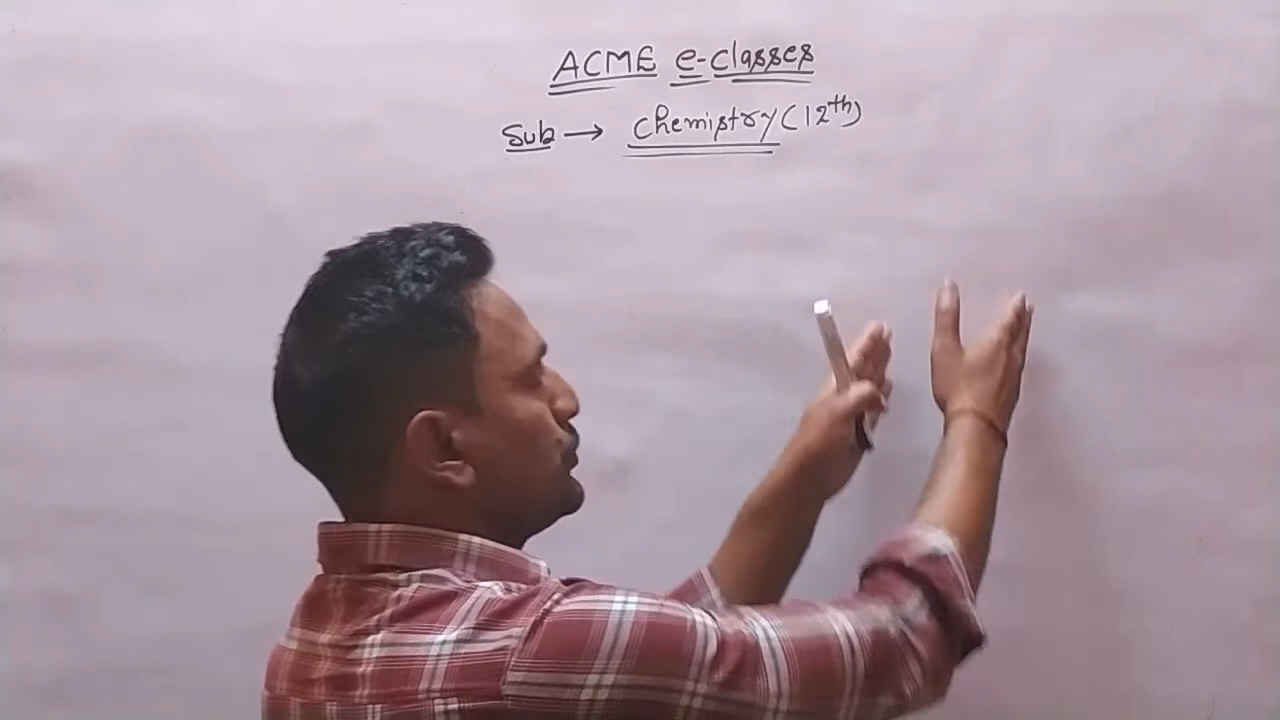 ACME e-classes
Sub → Chemistry (12th)